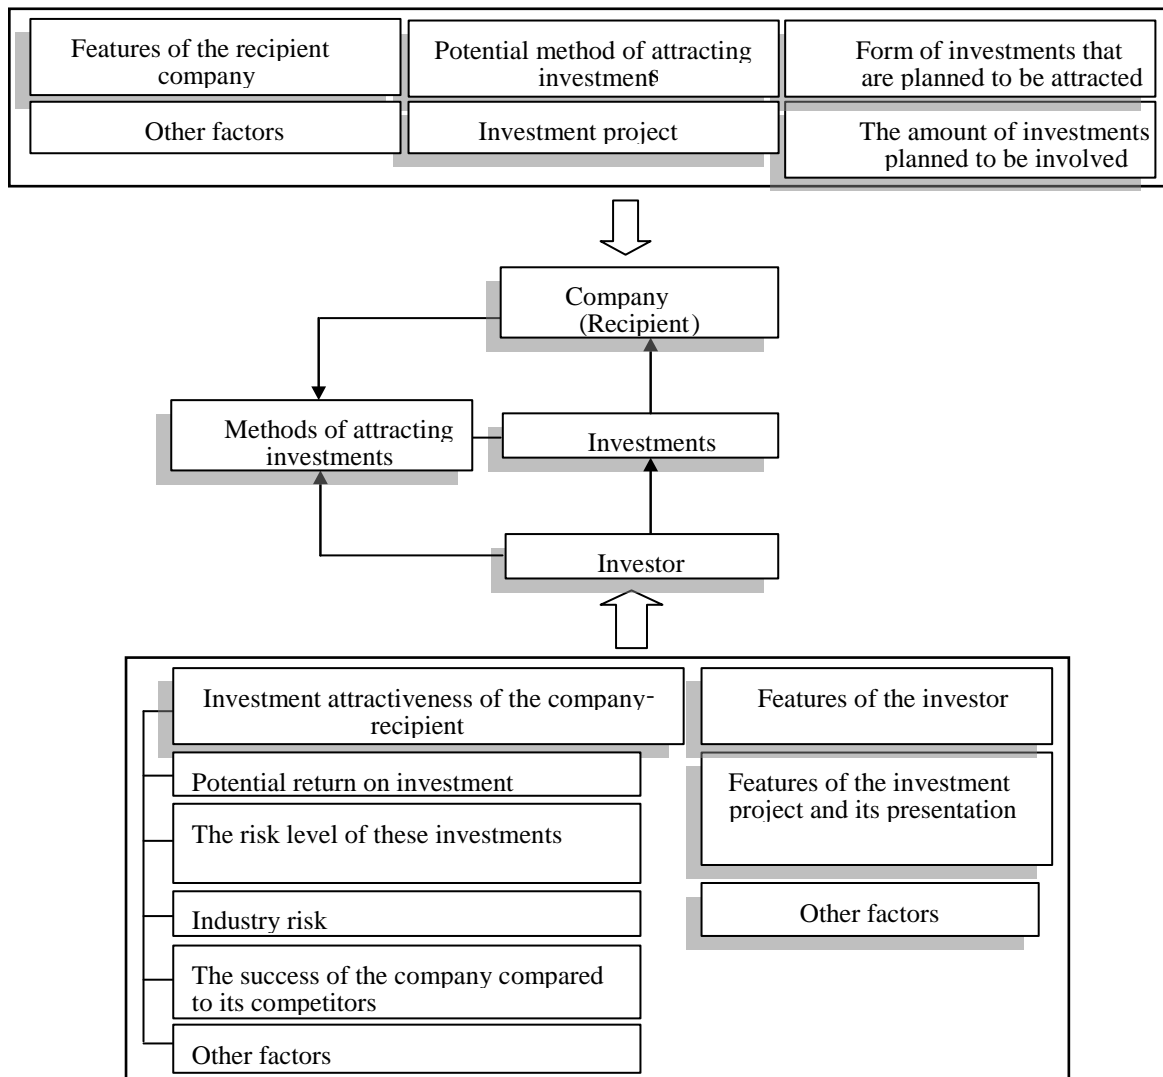 Features of the recipient
company
Potential method of attracting
investments
Form of investments that
are planned to be attracted
Other factors
Investment project
The amount of investments
planned to be involved
Company
(Recipient)
Methods of attracting
investments
Investments
Investor
Investment attractiveness of the company-
recipient
Features of the investor
Potential return on investment
Features of the investment
project and its presentation
The risk level of these investments
Industry risk
Other factors
The success of the company compared
to its competitors
Other factors